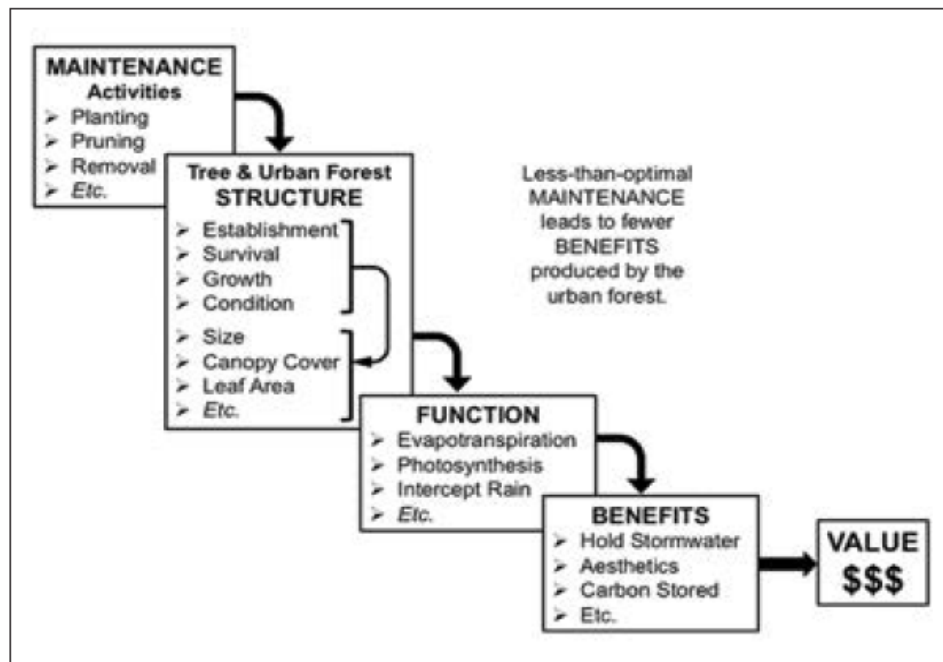 MAINTENANCE
Activities
➢ Planting
➢ Pruning
➢ Removal
➢ Etc.
Tree & Urban Forest
STRUCTURE
➢ Establishment
➢ Survival
➢ Growth
➢ Condition
➢ Size
➢ Canopy Cover
➢ Leaf Area
➢ Etc.
Less-than-optimal
MAINTENANCE
leads to fewer
BENEFITS
produced by the
urban forest.
FUNCTION
➢ Evapotranspiration
➢ Photosynthesis
➢ Intercept Rain
➢ Etc.
BENEFITS
➢ Hold Stormwater
➢ Aesthetics
➢ Carbon Stored
➢ Etc.
VALUE
$$$